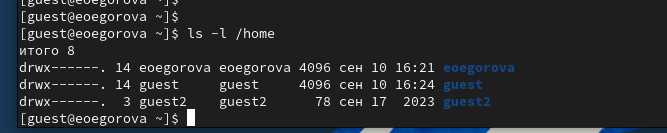 [guest@eoegorova ~]$
[guest@eoegorova ~]$
[guest@eoegorova ~]$ ls -l /home
итого 8
drwx------. 14 eoegorova eoegorova 4096 сен 10 16:21 eoegorova
drwx------. 14 guest     guest     4096 сен 10 16:24 guest
drwx------.  3 guest2    guest2      78 сен 17  2023 guest2
[guest@eoegorova ~]$